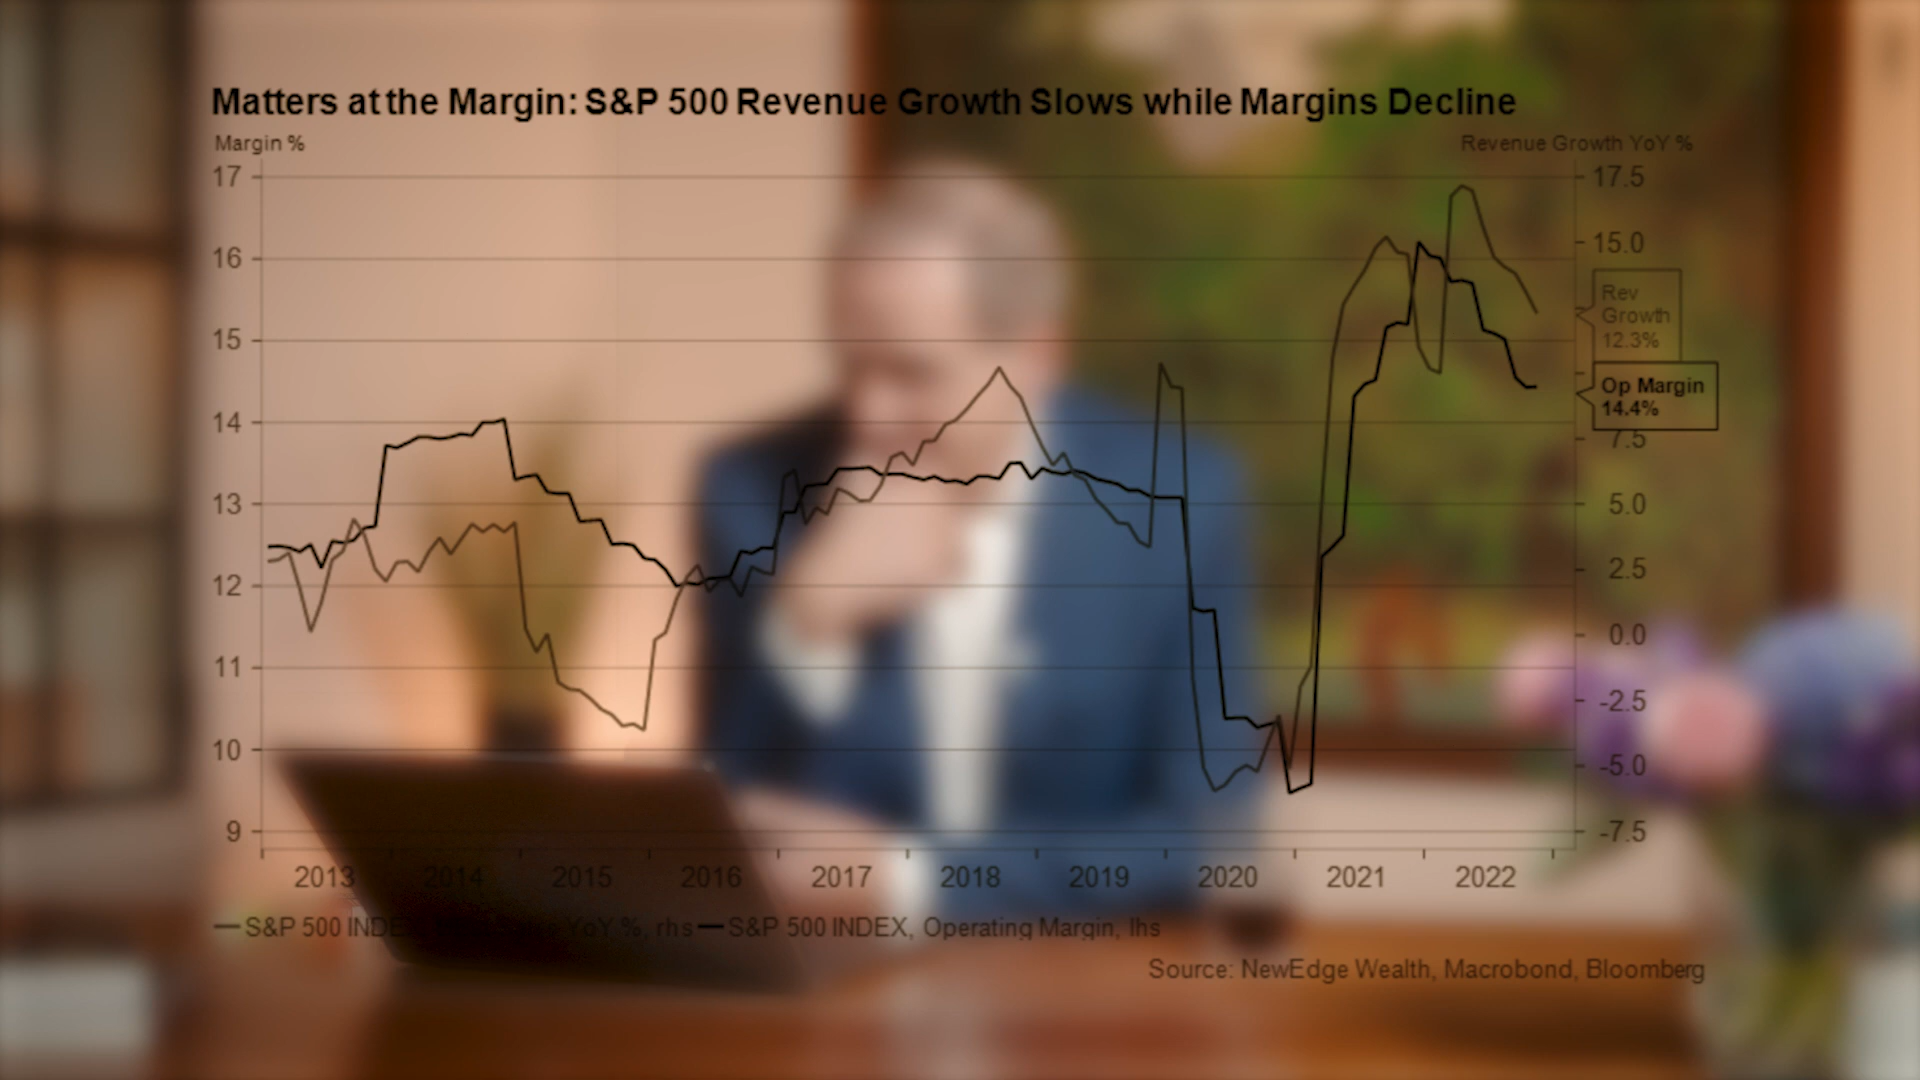 Matters at the Margin: S&P 500 Revenue Growth Slows while Margins Decline
Margin %
Revenue Growth YoY %
17
16
15
14
13
12
11
10
9
17.5
15.0
Rev
Growth
12.3%
Op Margin
14.4%
7.5
5.0
2.5
0.0
-2.5
-5.0
-7.5
2013 2014 2015 2016 2017 2018 2019 2020 2021 2022
S&P 500 YoY %, rhs S&P 500 INDEX, Operating Margin, lhs
Source: NewEdge Wealth, Macrobond, Bloomberg